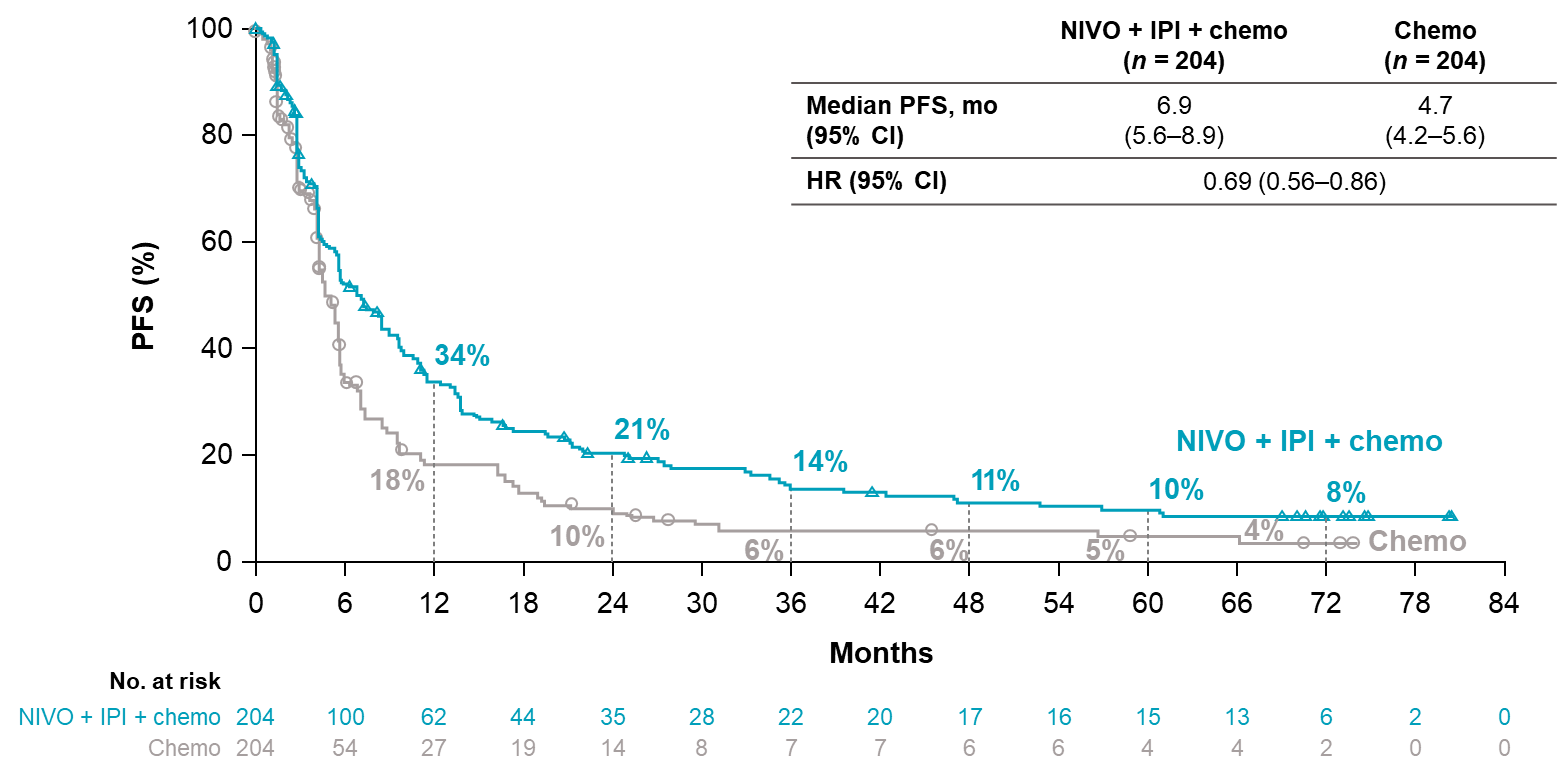 NIVO + IPI + chemo Chemo
(n = 204) (n = 204)
Median PFS, mo 6.9 4.7
(95% CI) (5.6–8.9) (4.2–5.6)
HR (95% CI) 0.69 (0.56–0.86)
PFS (%)
100
80
60
40
20
0
34%
21%
14%
11%
10%
8%
NIVO + IPI + chemo
18%
10%
6%
6%
5%
4%
Chemo
0 6 12 18 24 30 36 42 48 54 60 66 72 78 84
Months
No. at risk
NIVO + IPI + chemo 204 100 62 44 35 28 22 20 17 16 15 13 6 2 0
Chemo 204 54 27 19 14 8 7 7 6 6 4 4 2 0 0